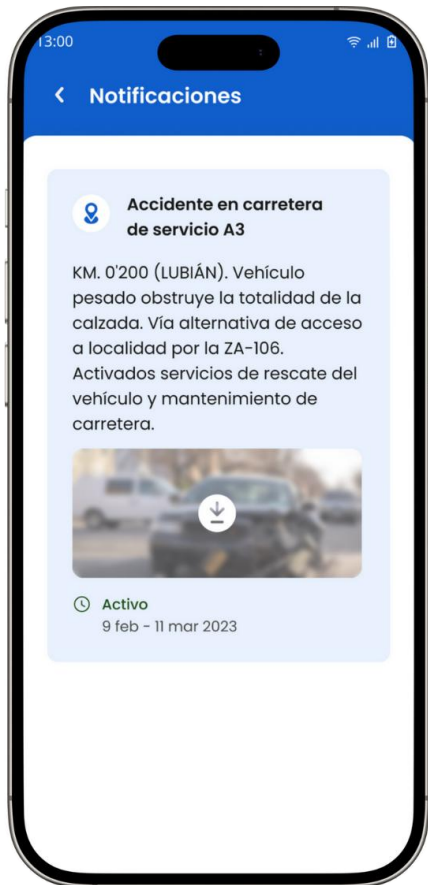 13:00
Notificaciones
Accidente en carretera
de servicio A3
KM. 0'200 (LUBIÁN). Vehículo
pesado obstruye la totalidad de la
calzada. Vía alternativa de acceso
a localidad por la ZA-106.
Activados servicios de rescate del
vehículo y mantenimiento de
carretera.
Activo
9 feb - 11 mar 2023